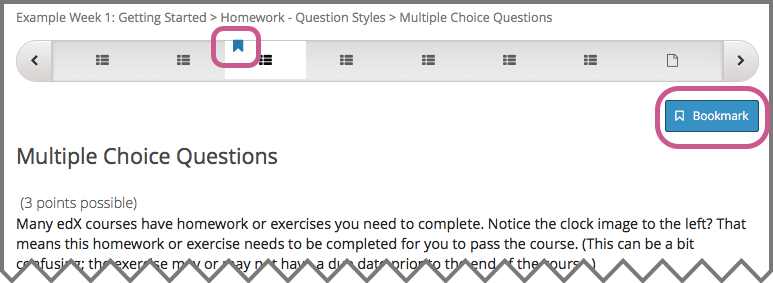 Example Week 1: Getting Started > Homework - Question Styles > Multiple Choice Questions
Bookmark
Multiple Choice Questions
(3 points possible)
Many edX courses have homework or exercises you need to complete. Notice the clock image to the left? That
means this homework or exercise needs to be completed for you to pass the course. (This can be a bit
confusing; the exercise may or may not have a due date prior to the end of the course.)